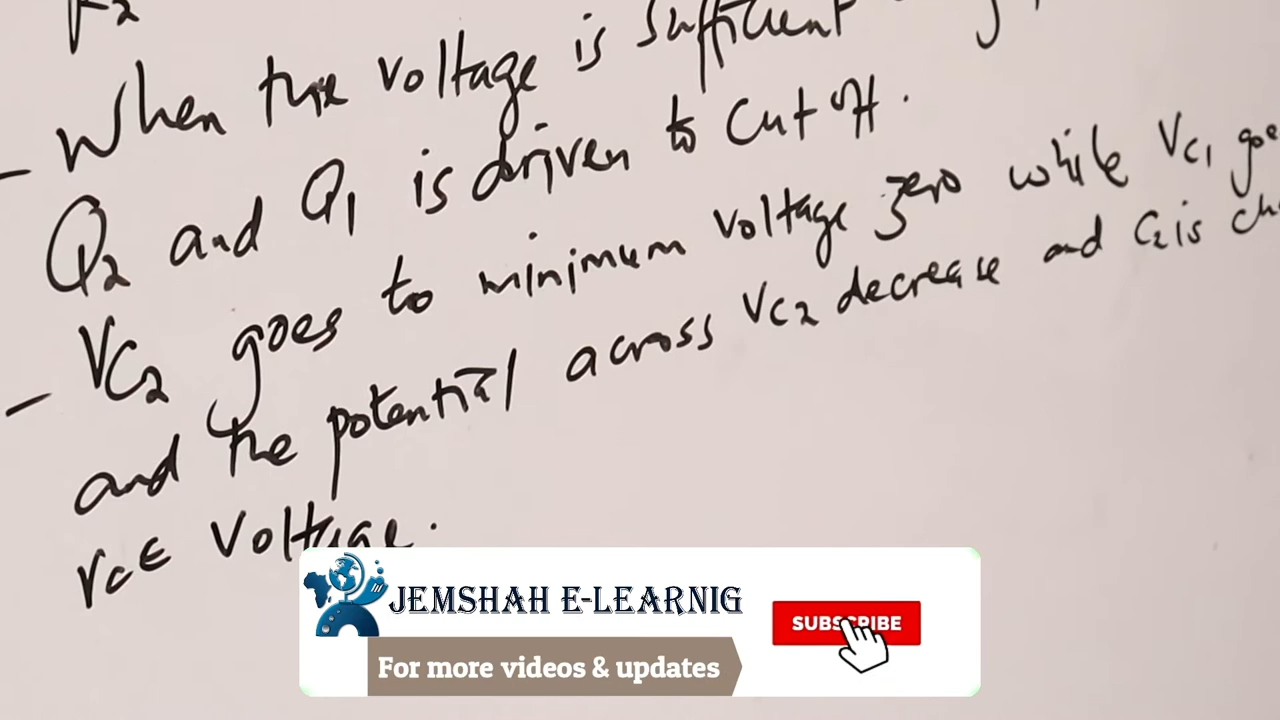 - When the voltage is sufficient
Q2 and Q1 is driven to cut off.
- VC2 goes to minimum voltage zero while VC1 goe
and the potential across VC2 decrease and C2 is cha
VCE Voltage.
JEMSHAH E-LEARNIG
SUBSCRIBE
For more videos & updates